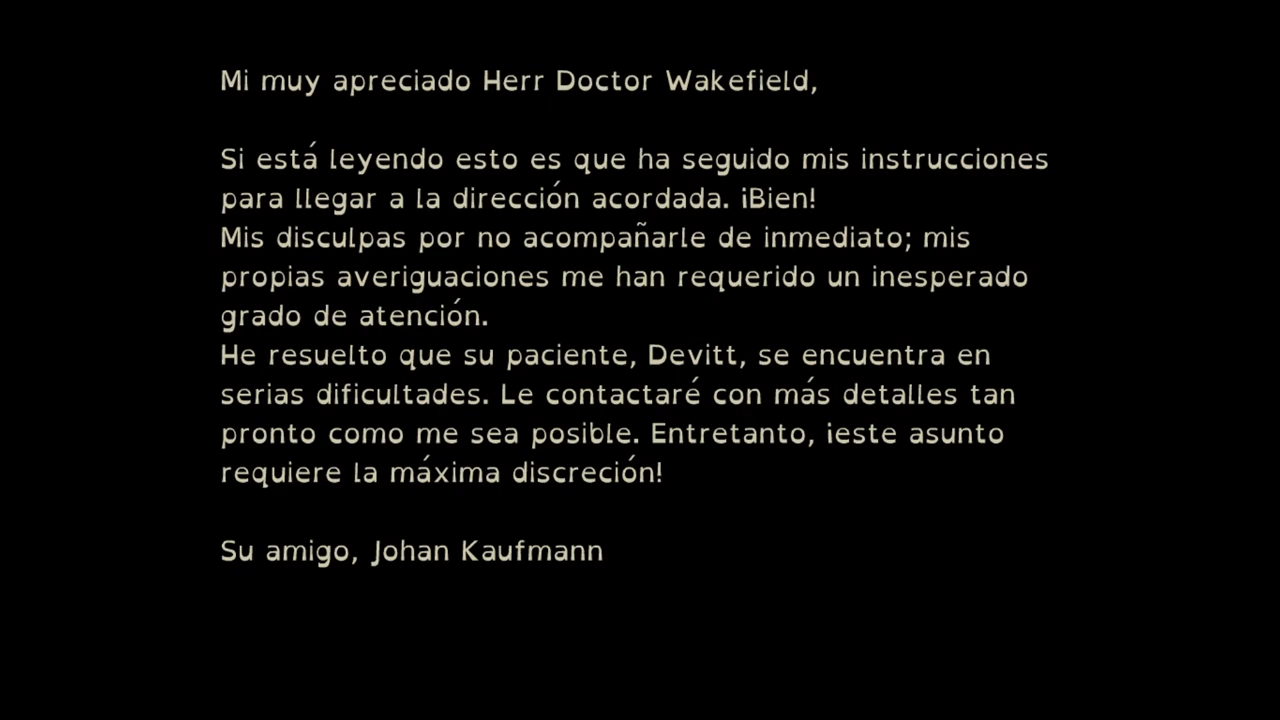 Mi muy apreciado Herr Doctor Wakefield,
Si está leyendo esto es que ha seguido mis instrucciones
para llegar a la dirección acordada. ¡Bien!
Mis disculpas por no acompañarle de inmediato; mis
propias averiguaciones me han requerido un inesperado
grado de atención.
He resuelto que su paciente, Devitt, se encuentra en
serias dificultades. Le contactaré con más detalles tan
pronto como me sea posible. Entretanto, ¡este asunto
requiere la máxima discreción!
Su amigo, Johan Kaufmann